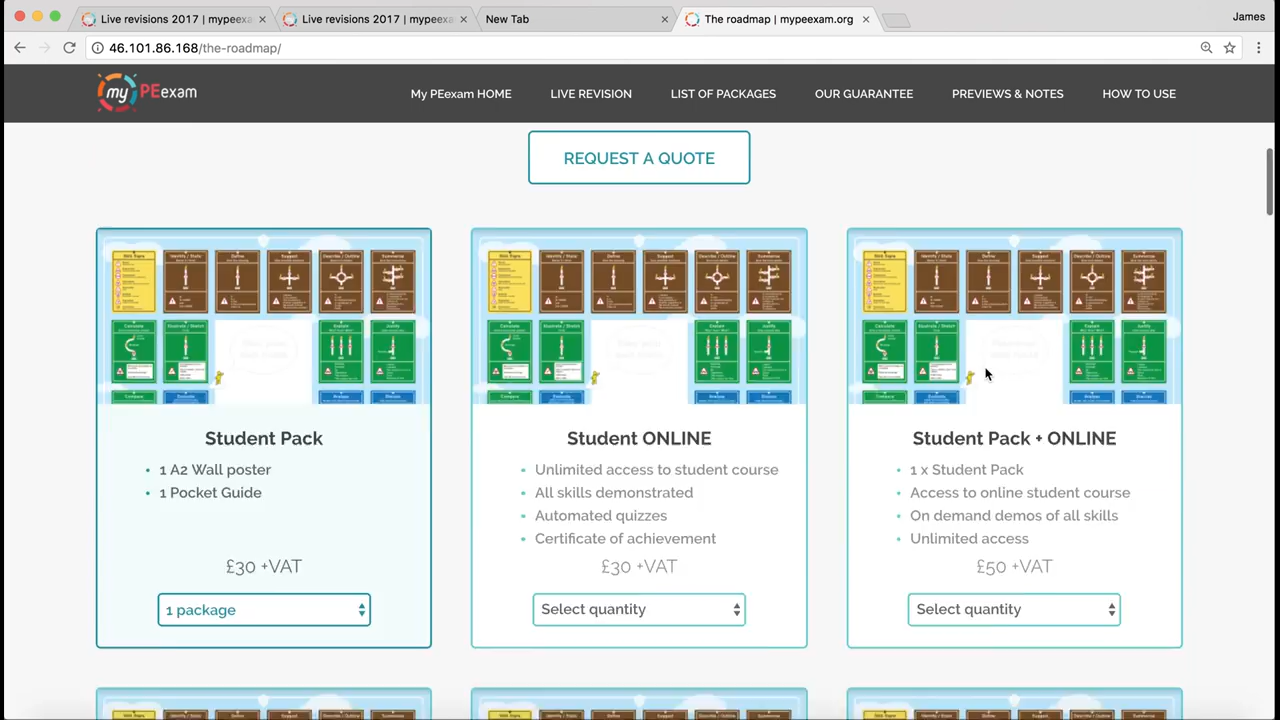 Live revisions 2017 | mypeexa
Live revisions 2017 | mypeexa
New Tab
The roadmap | mypeexam.org
James
46.101.86.168/the-roadmap/
my PEexam
My PEexam HOME
LIVE REVISION
LIST OF PACKAGES
OUR GUARANTEE
PREVIEWS & NOTES
HOW TO USE
REQUEST A QUOTE
Student Pack
• 1 A2 Wall poster
• 1 Pocket Guide
£30 +VAT
1 package
Student ONLINE
• Unlimited access to student course
• All skills demonstrated
• Automated quizzes
• Certificate of achievement
£30 +VAT
Select quantity
Student Pack + ONLINE
• 1 x Student Pack
• Access to online student course
• On demand demos of all skills
• Unlimited access
£50 +VAT
Select quantity